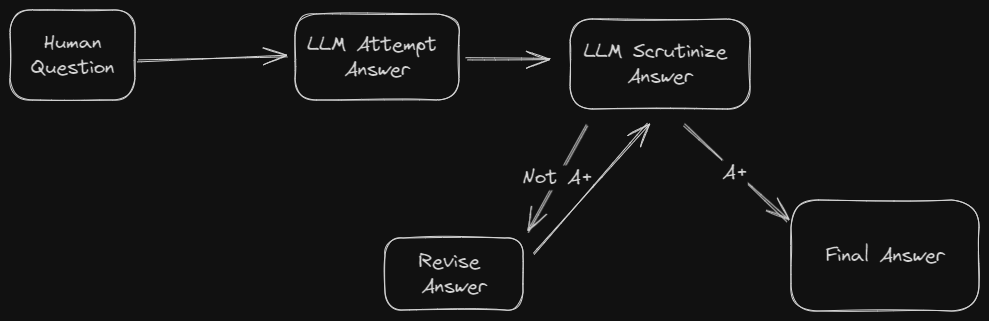 Human
Question
LLM Attempt
Answer
LLM Scrutinize
Answer
Not A+
A+
Revise
Answer
Final Answer